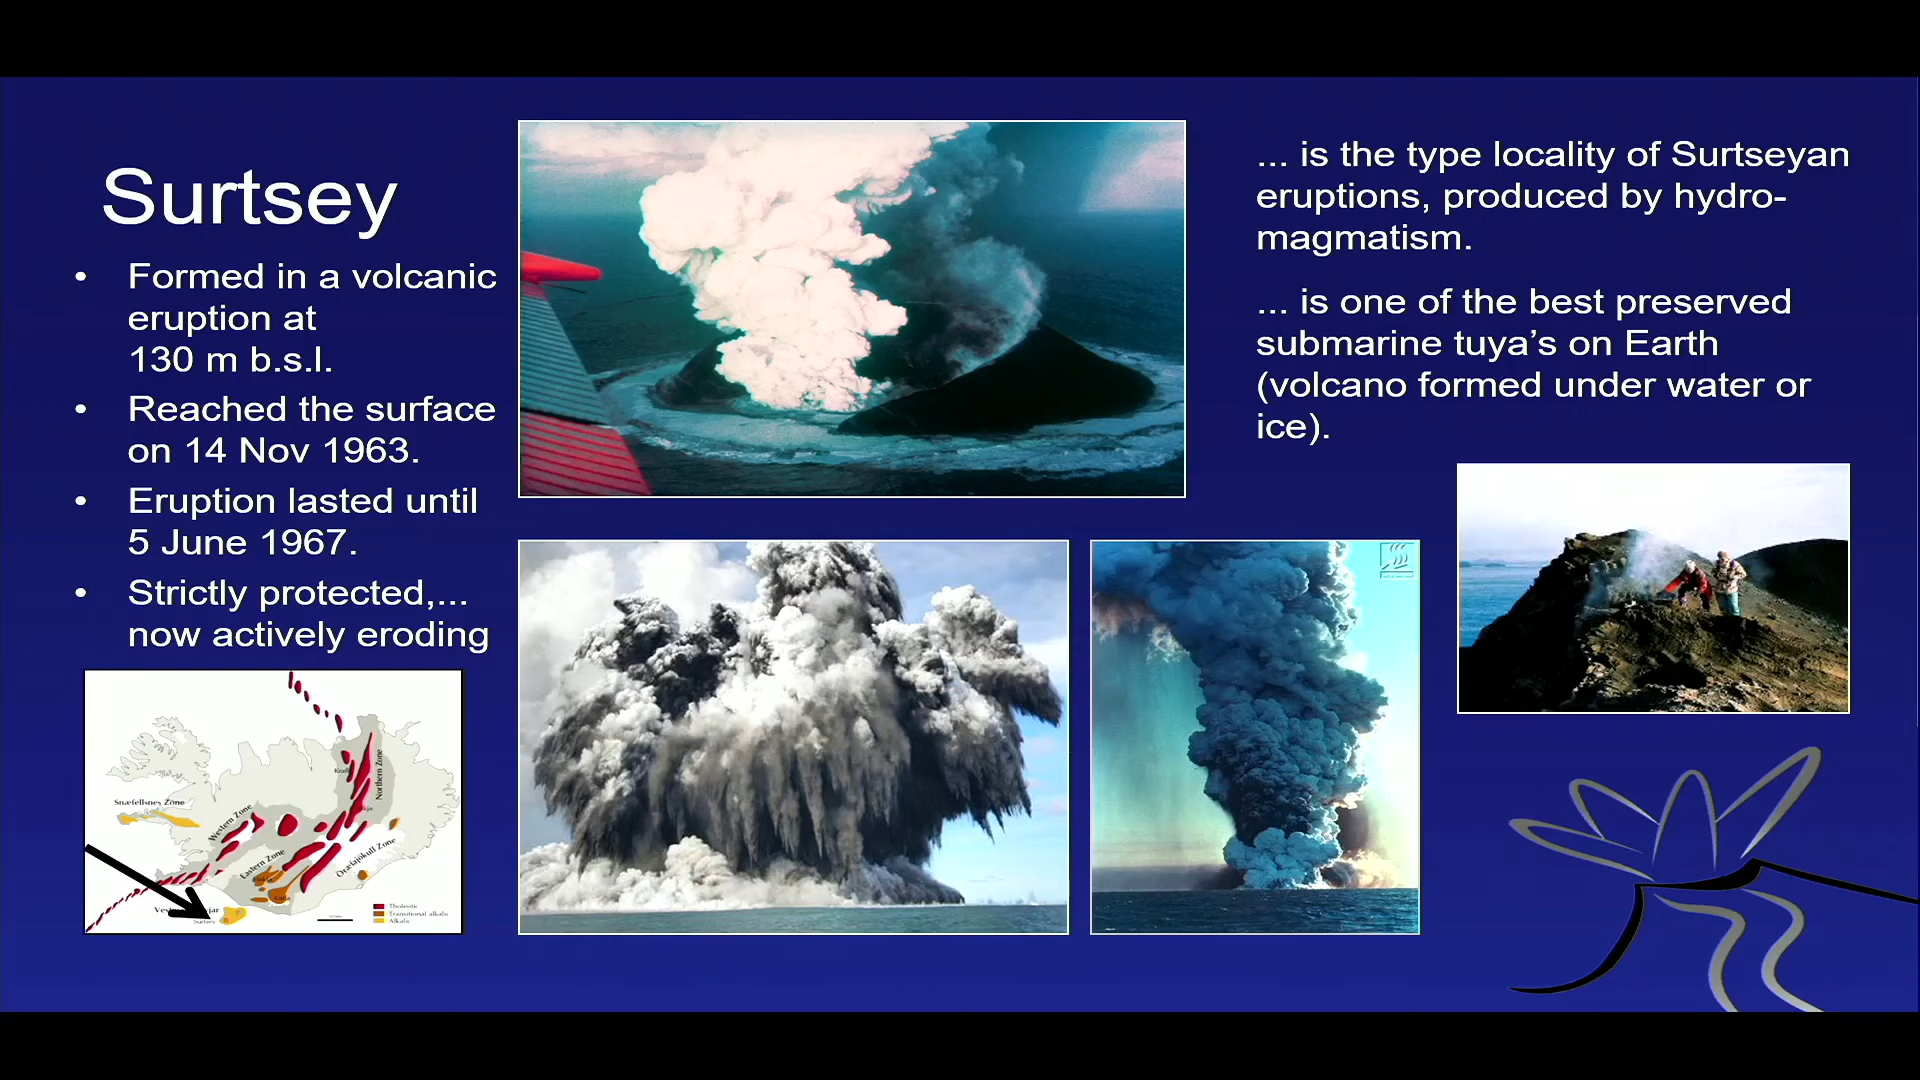 Surtsey
• Formed in a volcanic
eruption at
130 m b.s.l.
• Reached the surface
on 14 Nov 1963.
• Eruption lasted until
5 June 1967.
• Strictly protected,...
now actively eroding
... is the type locality of Surtseyan
eruptions, produced by hydro-
magmatism.
... is one of the best preserved
submarine tuya’s on Earth
(volcano formed under water or
ice).
Northern Zone
Snæfellsnes Zone
Western Zone
Eastern Zone
Öræfajökull Zone
Surtsey
Tholeiitic
Transitional alkalic
Alkalic